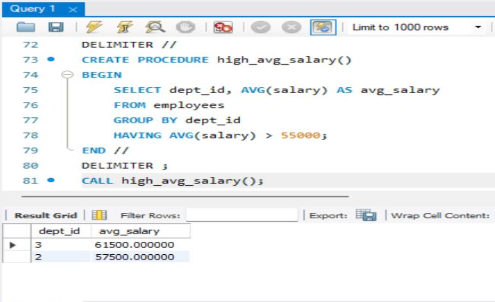 Query 1
Limit to 1000 rows
72 DELIMITER //
73 CREATE PROCEDURE high_avg_salary()
74 BEGIN
75 SELECT dept_id, AVG(salary) AS avg_salary
76 FROM employees
77 GROUP BY dept_id
78 HAVING AVG(salary) > 55000;
79 END //
80 DELIMITER ;
81 CALL high_avg_salary();
Result Grid Filter Rows: Export: Wrap Cell Content:
dept_id avg_salary
3 61500.000000
2 57500.000000